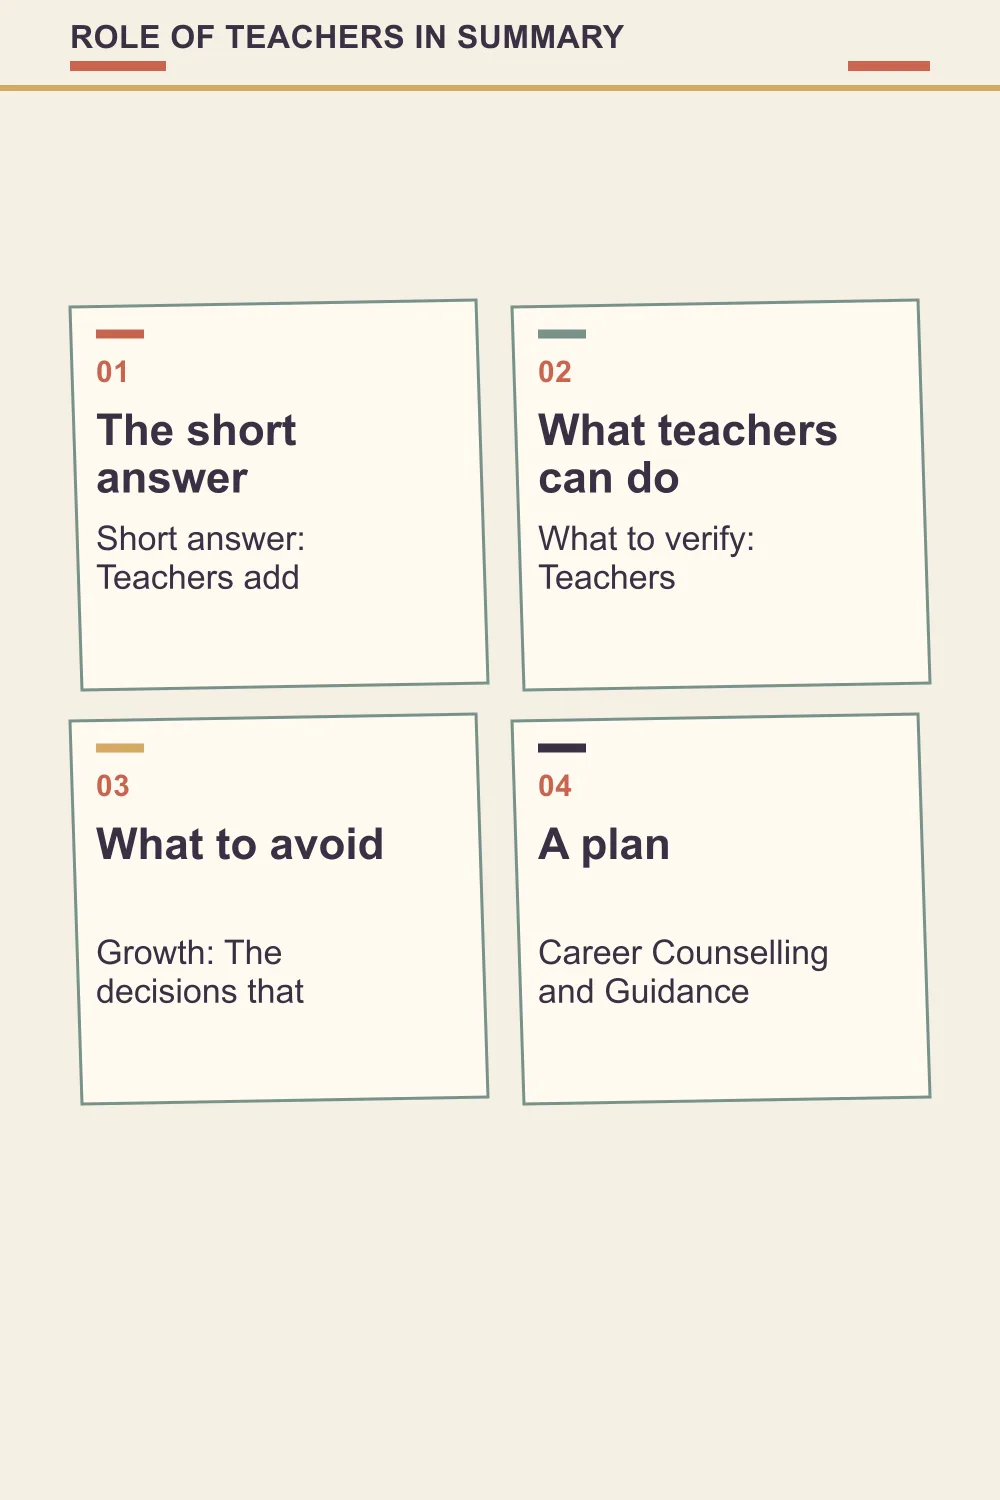 ROLE OF TEACHERS IN SUMMARY
01
The short
answer
Short answer:
Teachers add
02
What teachers
can do
What to verify:
Teachers
03
What to avoid
Growth: The
decisions that
04
A plan
Career Counselling
and Guidance